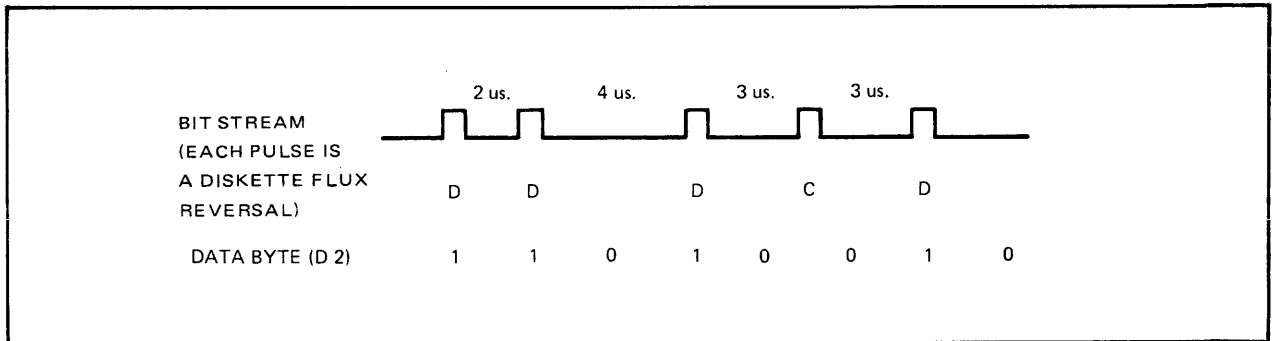 2 us. 4 us. 3 us. 3 us.
BIT STREAM
(EACH PULSE IS
A DISKETTE FLUX
REVERSAL)
D D D C D
DATA BYTE (D 2) 1 1 0 1 0 0 1 0